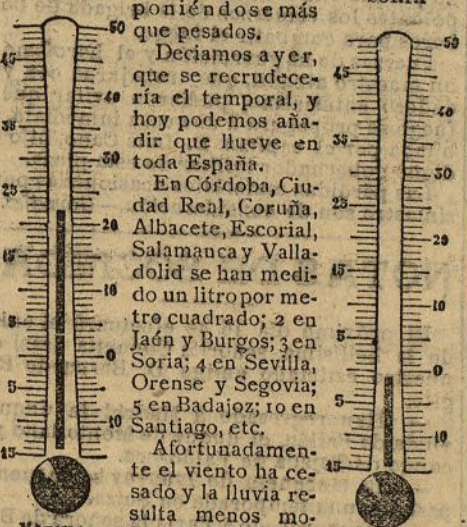 poniéndose más
que pesados.
Deciamos ayer,
que se recrudece-
ría el temporal, y
hoy podemos aña-
dir que llueve en
toda España.
En Córdoba, Ciu-
dad Real, Coruña,
Albacete, Escorial,
Salamanca y Valla-
dolid se han medi-
do un litro por me-
tro cuadrado; 2 en
Jaén y Burgos; 3 en
Soria; 4 en Sevilla,
Orense y Segovia;
5 en Badajoz; 10 en
Santiago, etc.
Afortunadamen-
te el viento ha ce-
sado y la lluvia re-
sulta menos mo-
50
45
40
35
30
25
20
15
10
5
0
5
10
15
50
45
40
35
30
25
20
15
10
5
0
5
10
15